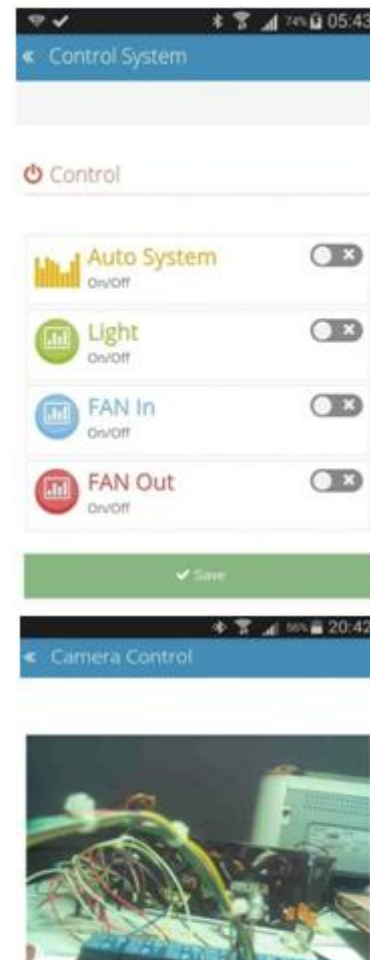 74% 05:43
« Control System
Control
Auto System
On/Off
Light
On/Off
FAN In
On/Off
FAN Out
On/Off
✔ Save
20:42
« Camera Control